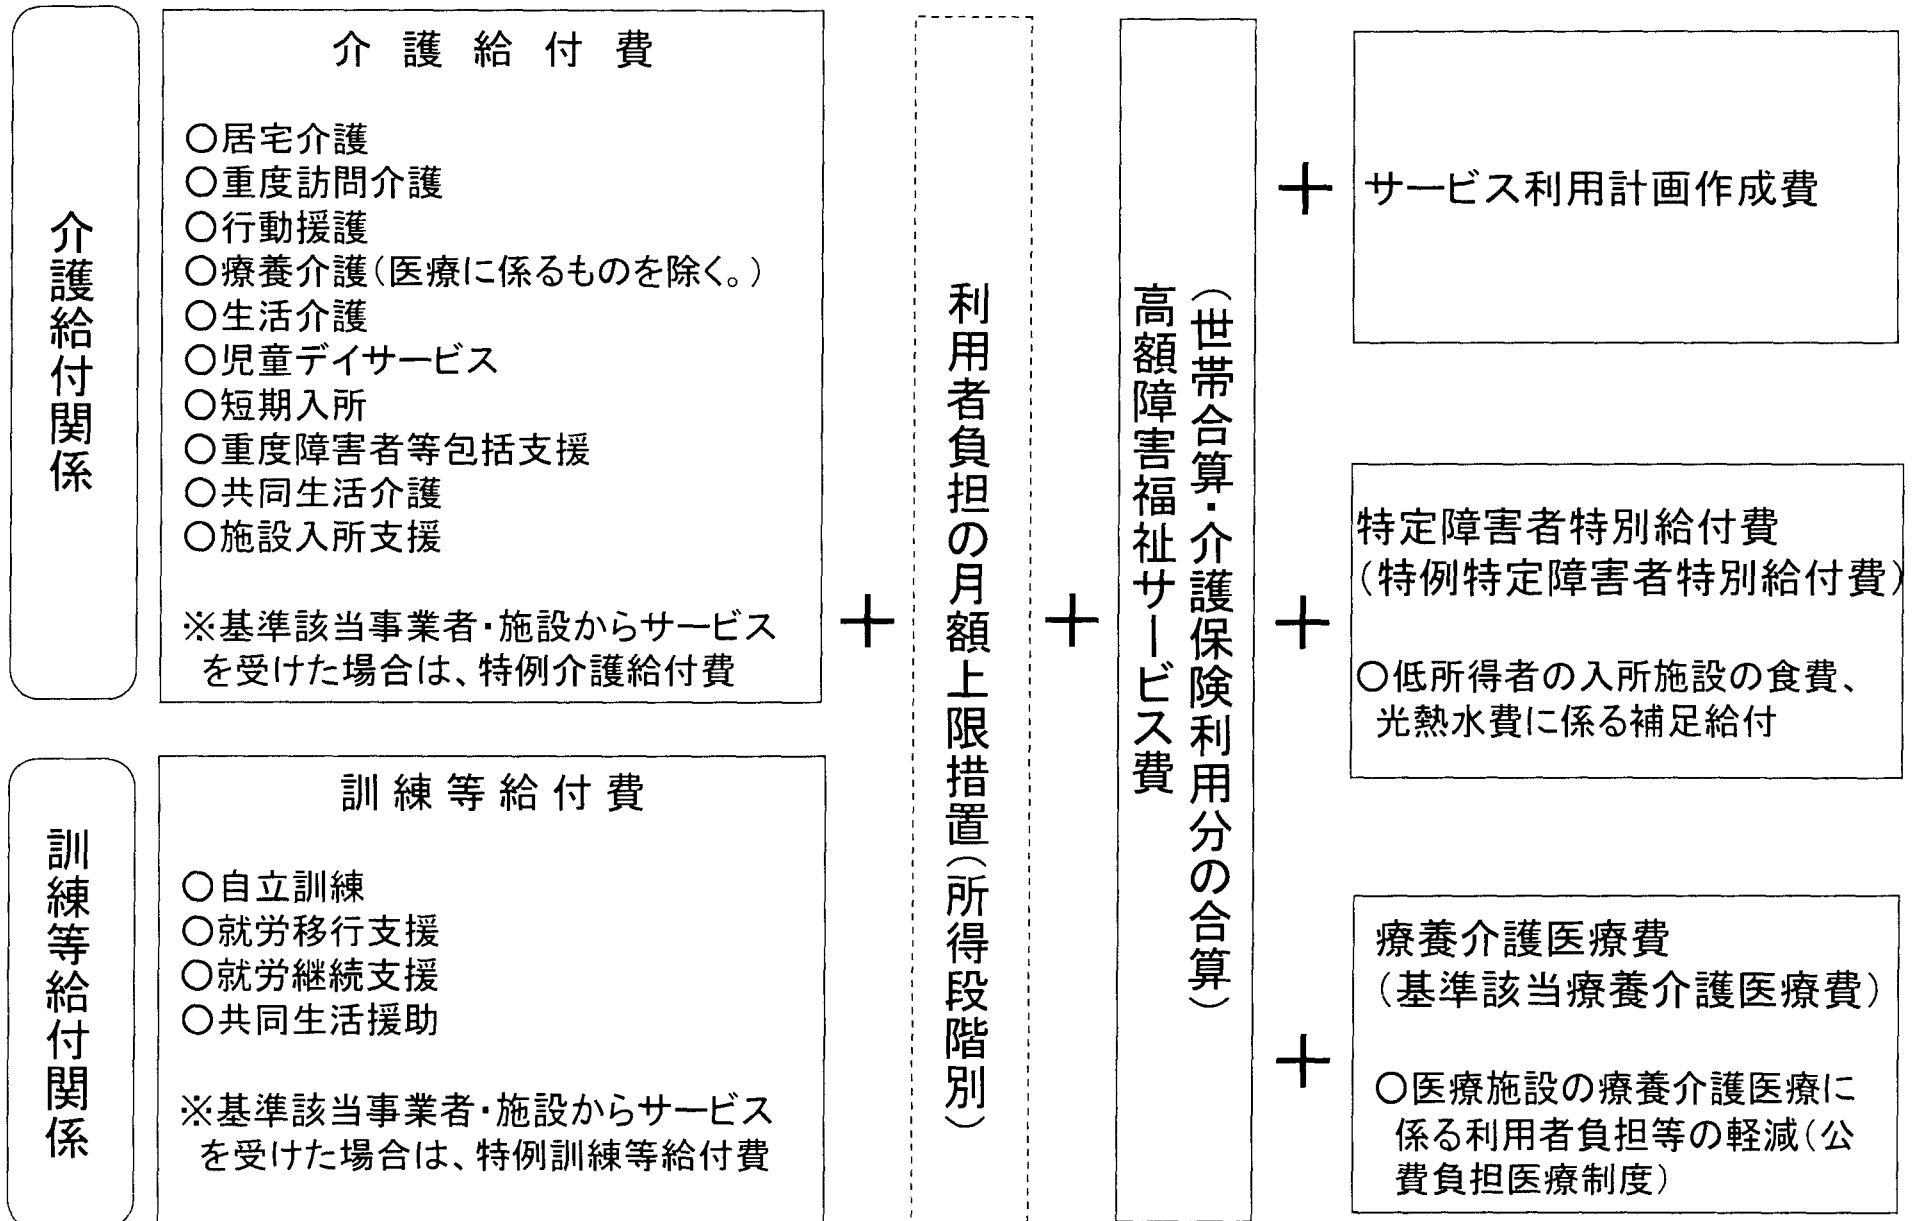 介護給付関係
介護給付費
○居宅介護
○重度訪問介護
○行動援護
○療養介護(医療に係るものを除く。)
○生活介護
○児童デイサービス
○短期入所
○重度障害者等包括支援
○共同生活介護
○施設入所支援
※基準該当事業者・施設からサービス
を受けた場合は、特例介護給付費
訓練等給付関係
訓練等給付費
○自立訓練
○就労移行支援
○就労継続支援
○共同生活援助
※基準該当事業者・施設からサービス
を受けた場合は、特例訓練等給付費
+
利用者負担の月額上限措置(所得段階別)
+
(世帯合算・介護保険利用分の合算)
高額障害福祉サービス費
+
サービス利用計画作成費
+
特定障害者特別給付費
(特例特定障害者特別給付費)
○低所得者の入所施設の食費、
光熱水費に係る補足給付
+
療養介護医療費
(基準該当療養介護医療費)
○医療施設の療養介護医療に
係る利用者負担等の軽減(公
費負担医療制度)